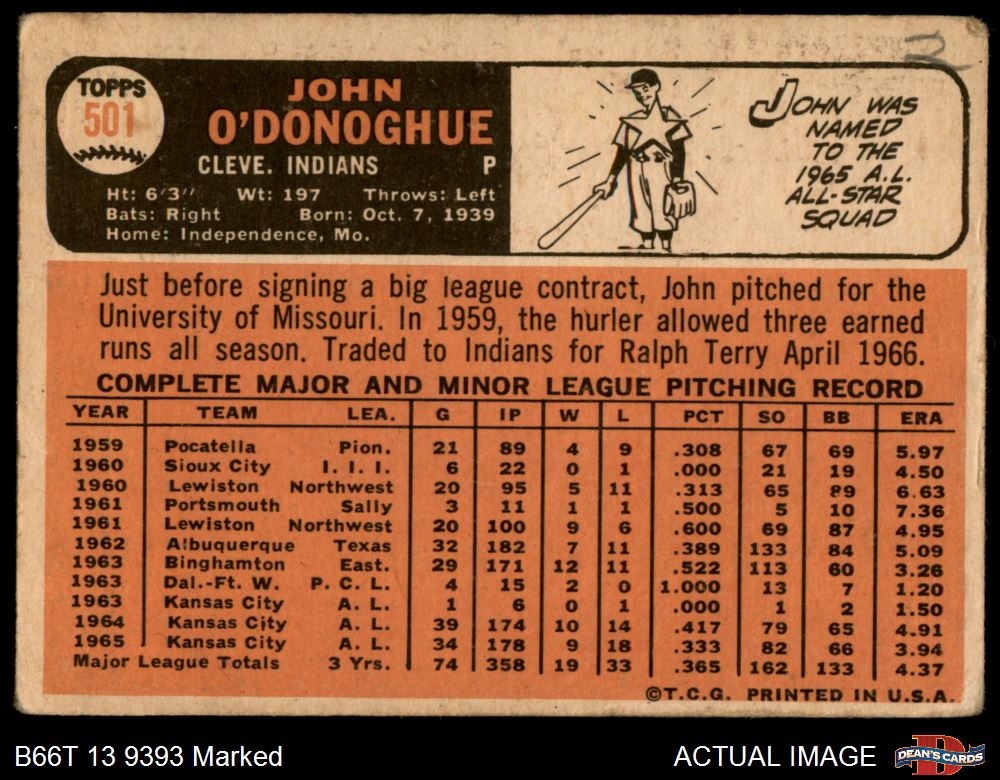 2
TOPPS
501
JOHN
O'DONOGHUE
CLEVE. INDIANS P
Ht: 6'3" Wt: 197 Throws: Left
Bats: Right Born: Oct. 7, 1939
Home: Independence, Mo.
JOHN WAS
NAMED
TO THE
1965 A.L.
ALL-STAR
SQUAD
Just before signing a big league contract, John pitched for the
University of Missouri. In 1959, the hurler allowed three earned
runs all season. Traded to Indians for Ralph Terry April 1966.
COMPLETE MAJOR AND MINOR LEAGUE PITCHING RECORD
YEAR TEAM LEA. G IP W L PCT SO BB ERA
1959 Pocatella Pion. 21 89 4 9 .308 67 69 5.97
1960 Sioux City I. I. I. 6 22 0 1 .000 21 19 4.50
1960 Lewiston Northwest 20 95 5 11 .313 65 89 6.63
1961 Portsmouth Sally 3 11 1 1 .500 5 10 7.36
1961 Lewiston Northwest 20 100 9 6 .600 69 87 4.95
1962 Albuquerque Texas 32 182 7 11 .389 133 84 5.09
1963 Binghamton East. 29 171 12 11 .522 113 60 3.26
1963 Dal.-Ft. W. P. C. L. 4 15 2 0 1.000 13 7 1.20
1963 Kansas City A. L. 1 6 0 1 .000 1 2 1.50
1964 Kansas City A. L. 39 174 10 14 .417 79 65 4.91
1965 Kansas City A. L. 34 178 9 18 .333 82 66 3.94
Major League Totals 3 Yrs. 74 358 19 33 .365 162 133 4.37
©T.C.G. PRINTED IN U.S.A.
B66T 13 9393 Marked
ACTUAL IMAGE
DEAN'S CARDS